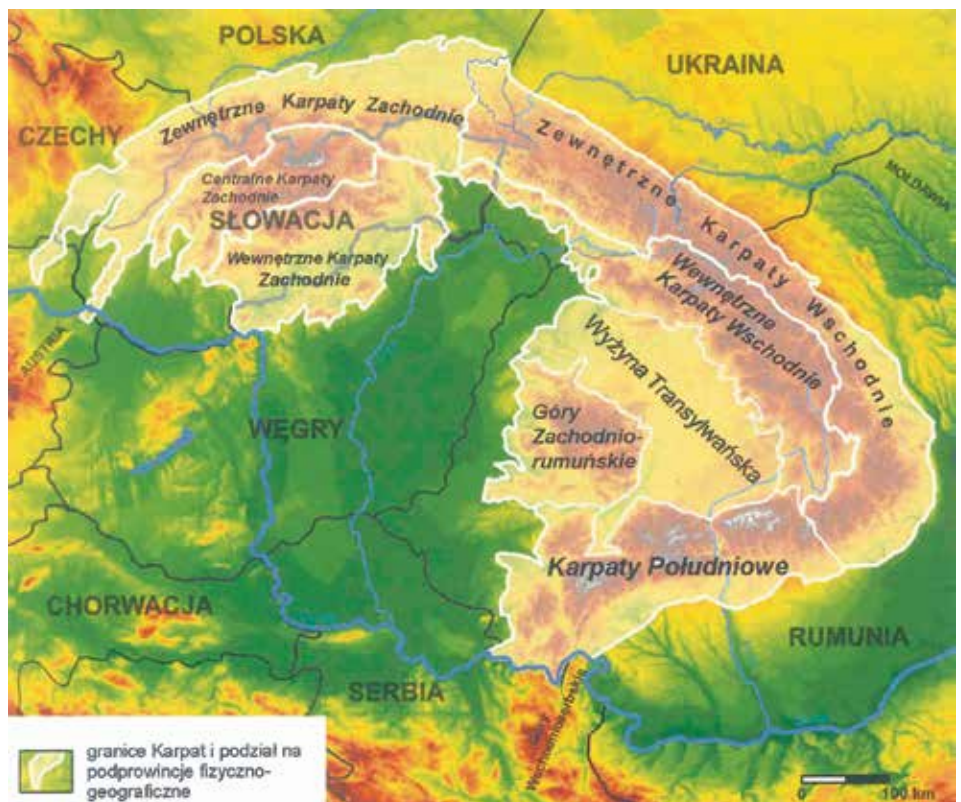 POLSKA
UKRAINA
CZECHY
Zewnętrzne Karpaty Zachodnie
Zewnętrzne Karpaty Wschodnie
MOŁDAWIA
Centralne Karpaty
Zachodnie
SŁOWACJA
Wewnętrzne Karpaty
Zachodnie
Wewnętrzne
Karpaty Wschodnie
AUSTRIA
Wyżyna Transylwańska
WĘGRY
Góry
Zachodnio-
rumuńskie
Karpaty Południowe
CHORWACJA
RUMUNIA
SERBIA
granice Karpat i podział na
podprowincje fizyczno-
geograficzne
0 100 km